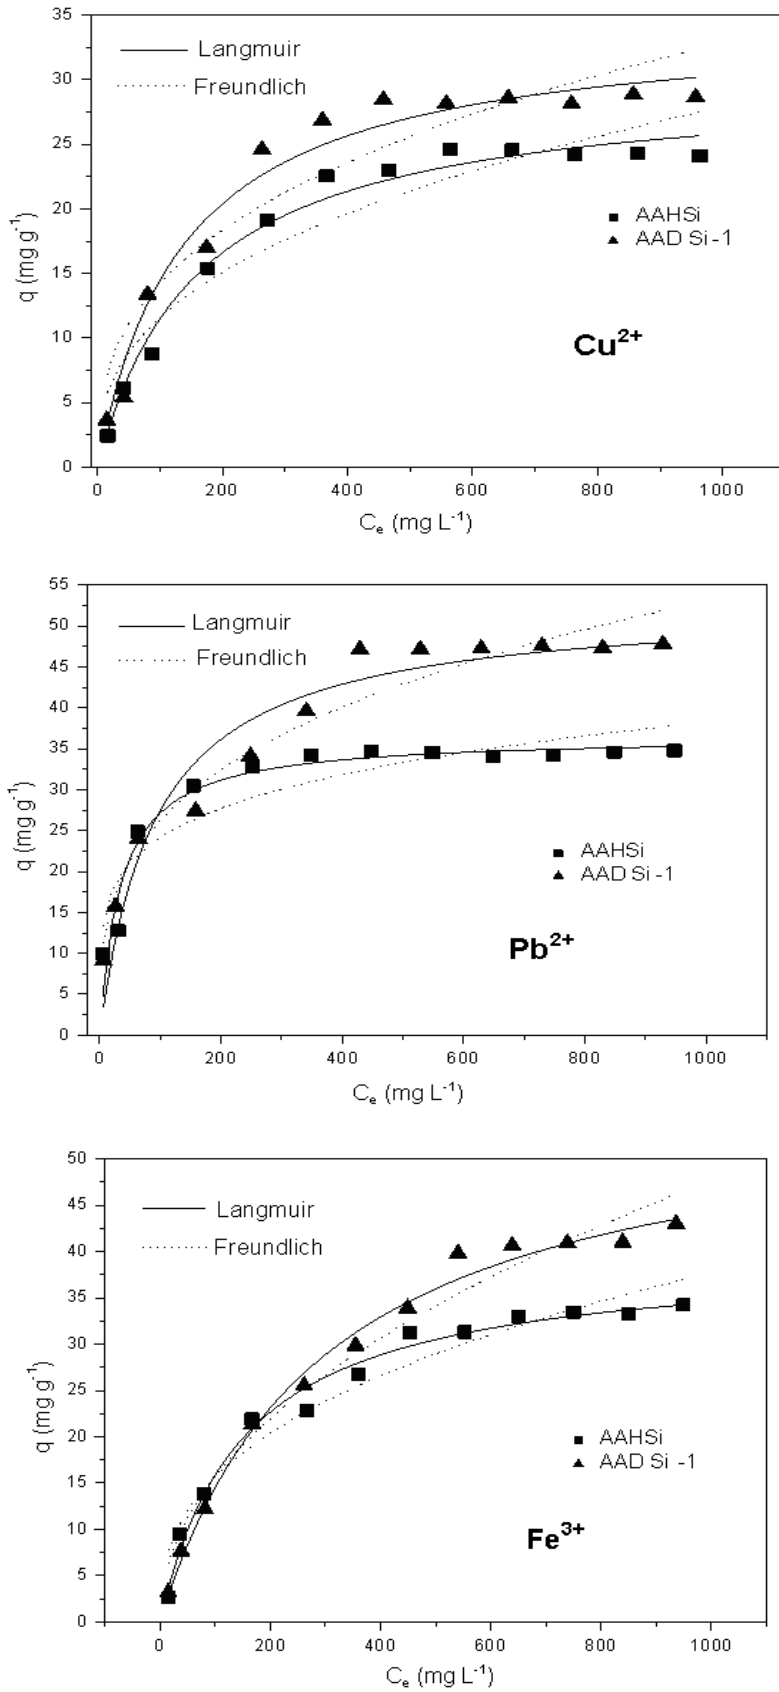 35
30
25
20
15
10
5
0
q (mg g⁻¹)
Langmuir
Freundlich
AAHSi
AAD Si -1
Cu²⁺
0 200 400 600 800 1000
Cₑ (mg L⁻¹)
55
50
45
40
35
30
25
20
15
10
5
0
q (mg g⁻¹)
Langmuir
Freundlich
AAHSi
AAD Si -1
Pb²⁺
0 200 400 600 800 1000
Cₑ (mg L⁻¹)
50
45
40
35
30
25
20
15
10
5
0
q (mg g⁻¹)
Langmuir
Freundlich
AAHSi
AAD Si -1
Fe³⁺
0 200 400 600 800 1000
Cₑ (mg L⁻¹)